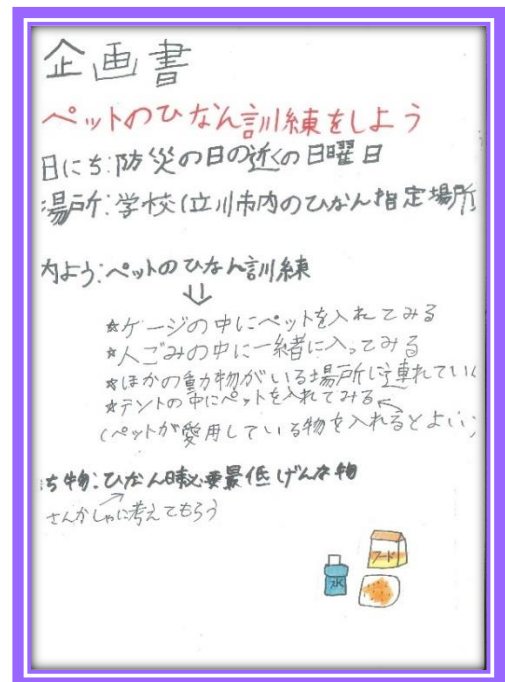 企画書
ペットのひなん訓練をしよう
日にち:防災の日の近くの日曜日
場所:学校(立川市内のひなん指定場所
内よう:ペットのひなん訓練
☆ケージの中にペットを入れてみる
☆人ごみの中に一緒に入ってみる
☆ほかの動物がいる場所に連れていく
☆テントの中にペットを入れてみる
(ペットが愛用している物を入れるとよい)
ち物:ひなん時必要最低げんな物
さんかしゃに考えてもらう
フード
水